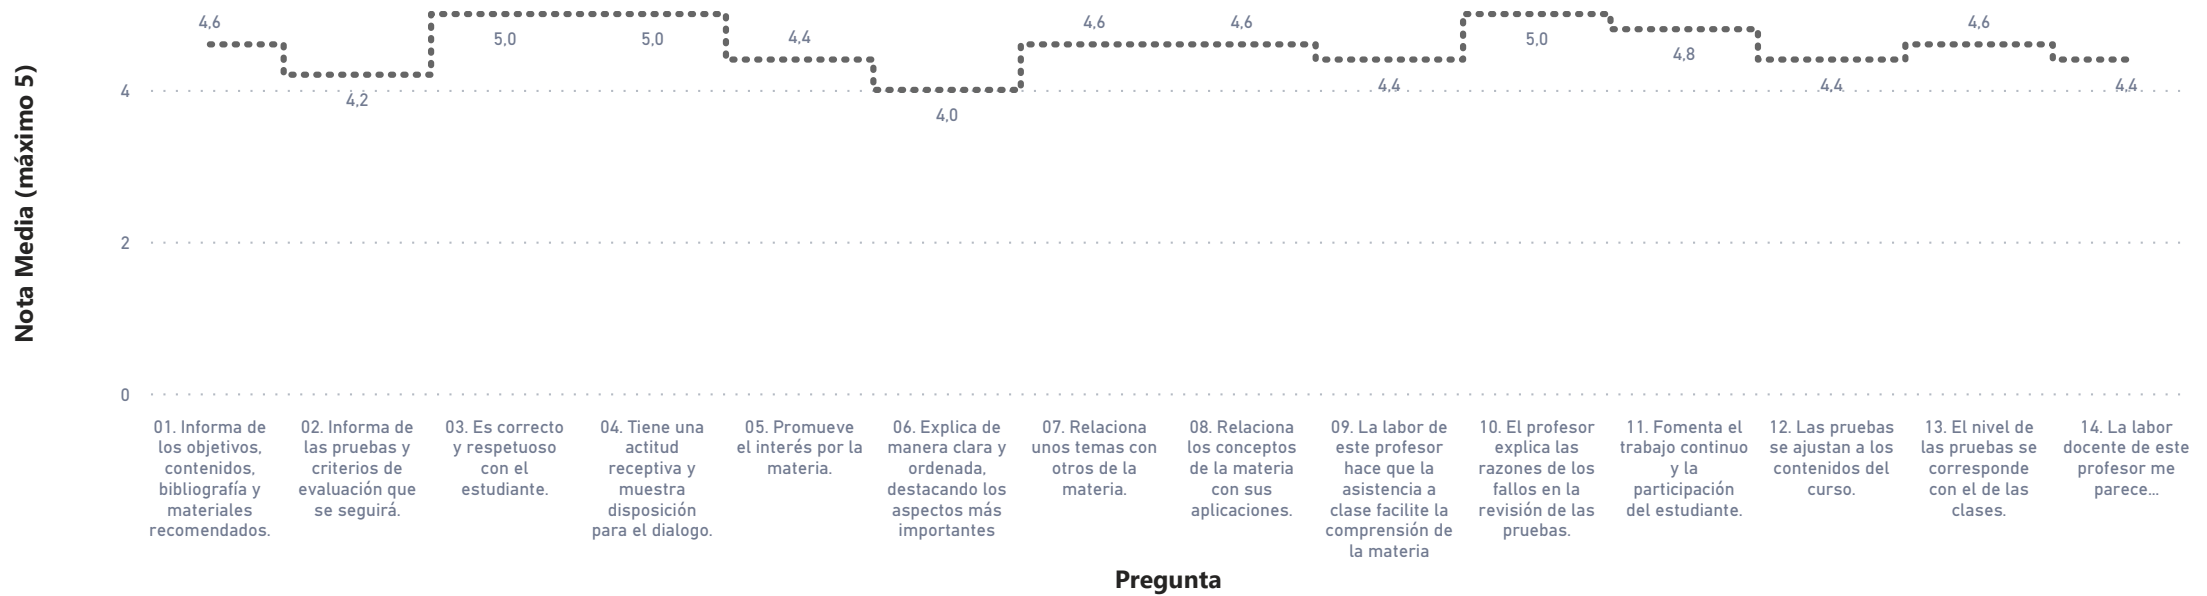 Nota Media (máximo 5)
4
2
0
4,6
4,2
5,0
5,0
4,4
4,0
4,6
4,6
4,4
5,0
4,8
4,4
4,6
4,4
01. Informa de
los objetivos,
contenidos,
bibliografía y
materiales
recomendados.
02. Informa de
las pruebas y
criterios de
evaluación que
se seguirá.
03. Es correcto
y respetuoso
con el
estudiante.
04. Tiene una
actitud
receptiva y
muestra
disposición
para el dialogo.
05. Promueve
el interés por la
materia.
06. Explica de
manera clara y
ordenada,
destacando los
aspectos más
importantes
07. Relaciona
unos temas con
otros de la
materia.
08. Relaciona
los conceptos
de la materia
con sus
aplicaciones.
09. La labor de
este profesor
hace que la
asistencia a
clase facilite la
comprensión de
la materia
10. El profesor
explica las
razones de los
fallos en la
revisión de las
pruebas.
11. Fomenta el
trabajo continuo
y la
participación
del estudiante.
12. Las pruebas
se ajustan a los
contenidos del
curso.
13. El nivel de
las pruebas se
corresponde
con el de las
clases.
14. La labor
docente de este
profesor me
parece...
Pregunta